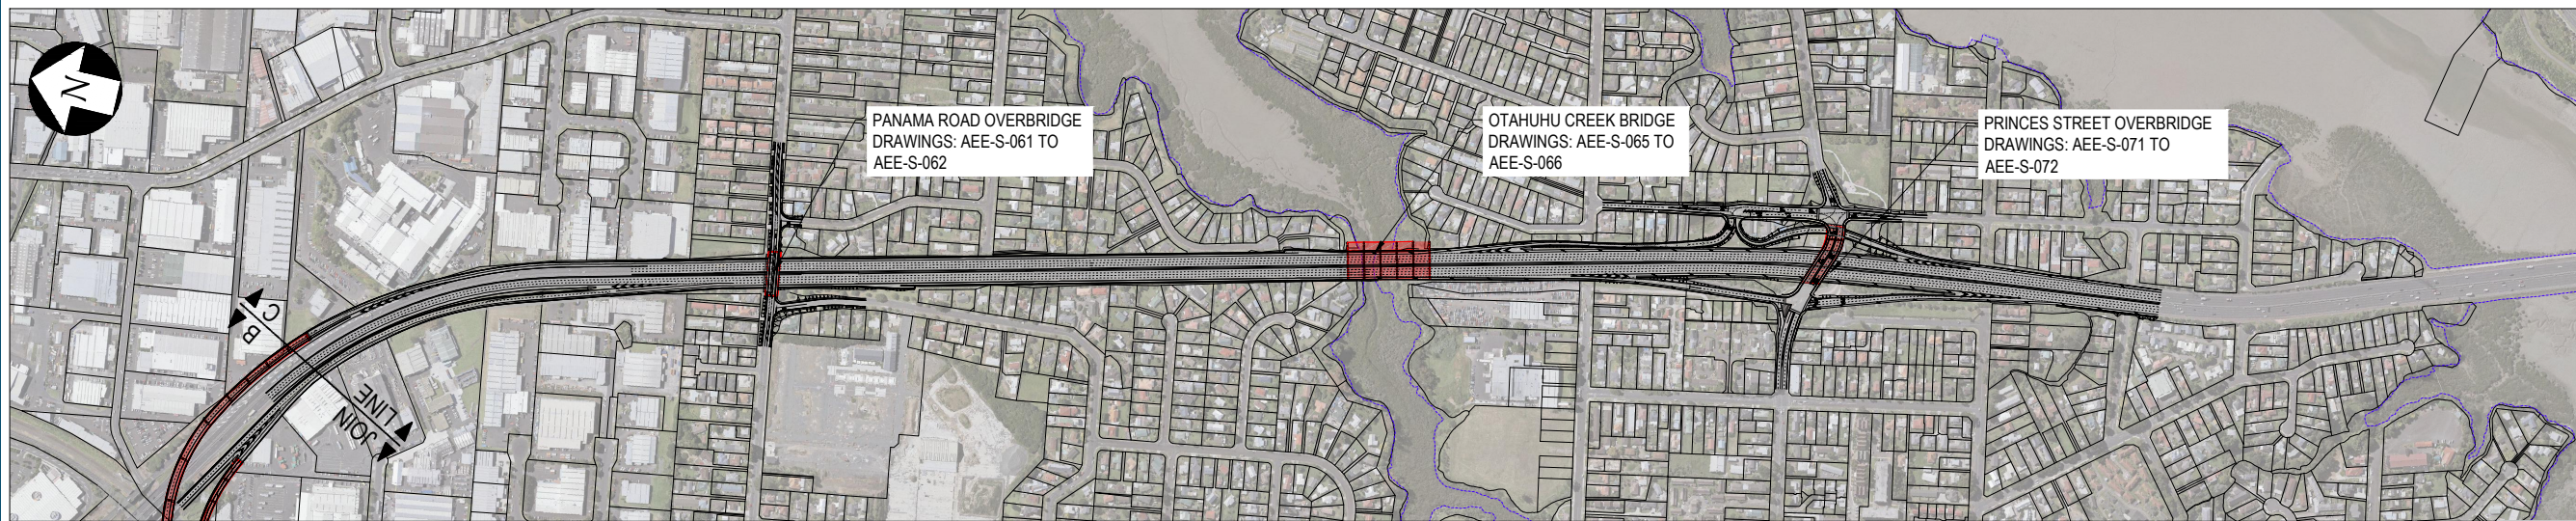 N
PANAMA ROAD OVERBRIDGE
DRAWINGS: AEE-S-061 TO
AEE-S-062
OTAHUHU CREEK BRIDGE
DRAWINGS: AEE-S-065 TO
AEE-S-066
PRINCES STREET OVERBRIDGE
DRAWINGS: AEE-S-071 TO
AEE-S-072
C
B
JOIN
LINE